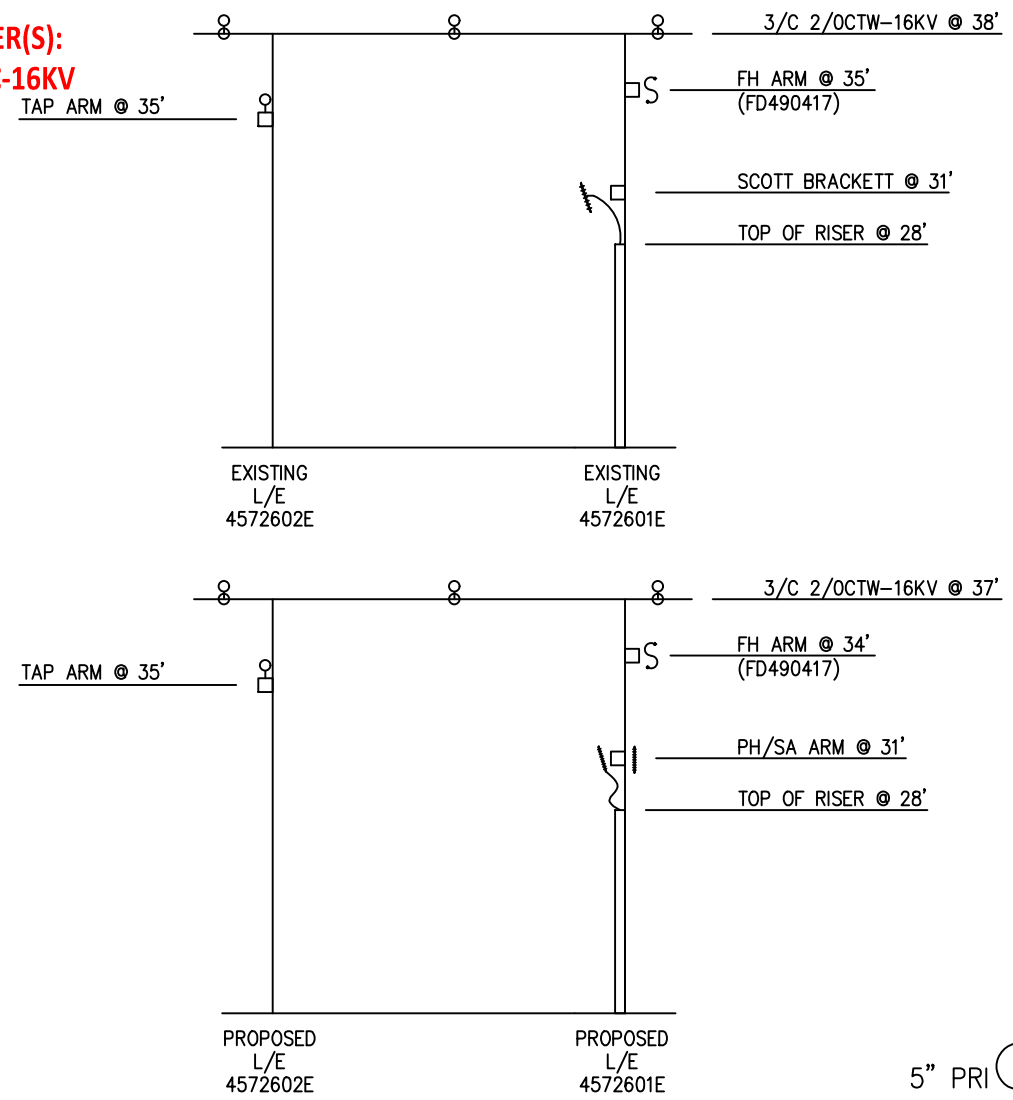 ER(S):
-16KV
3/C 2/0CTW-16KV @ 38'
TAP ARM @ 35'
FH ARM @ 35'
(FD490417)
SCOTT BRACKETT @ 31'
TOP OF RISER @ 28'
EXISTING
L/E
4572602E
EXISTING
L/E
4572601E
3/C 2/0CTW-16KV @ 37'
TAP ARM @ 35'
FH ARM @ 34'
(FD490417)
PH/SA ARM @ 31'
TOP OF RISER @ 28'
PROPOSED
L/E
4572602E
PROPOSED
L/E
4572601E
5" PRI